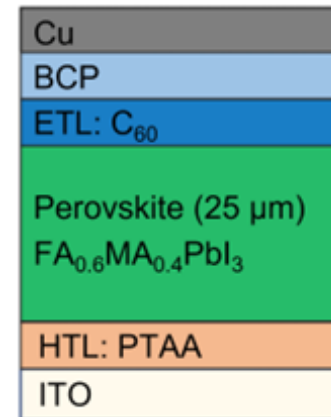 Cu
BCP
ETL: C₆₀
Perovskite (25 μm)
FA₀.₆MA₀.₄PbI₃
HTL: PTAA
ITO